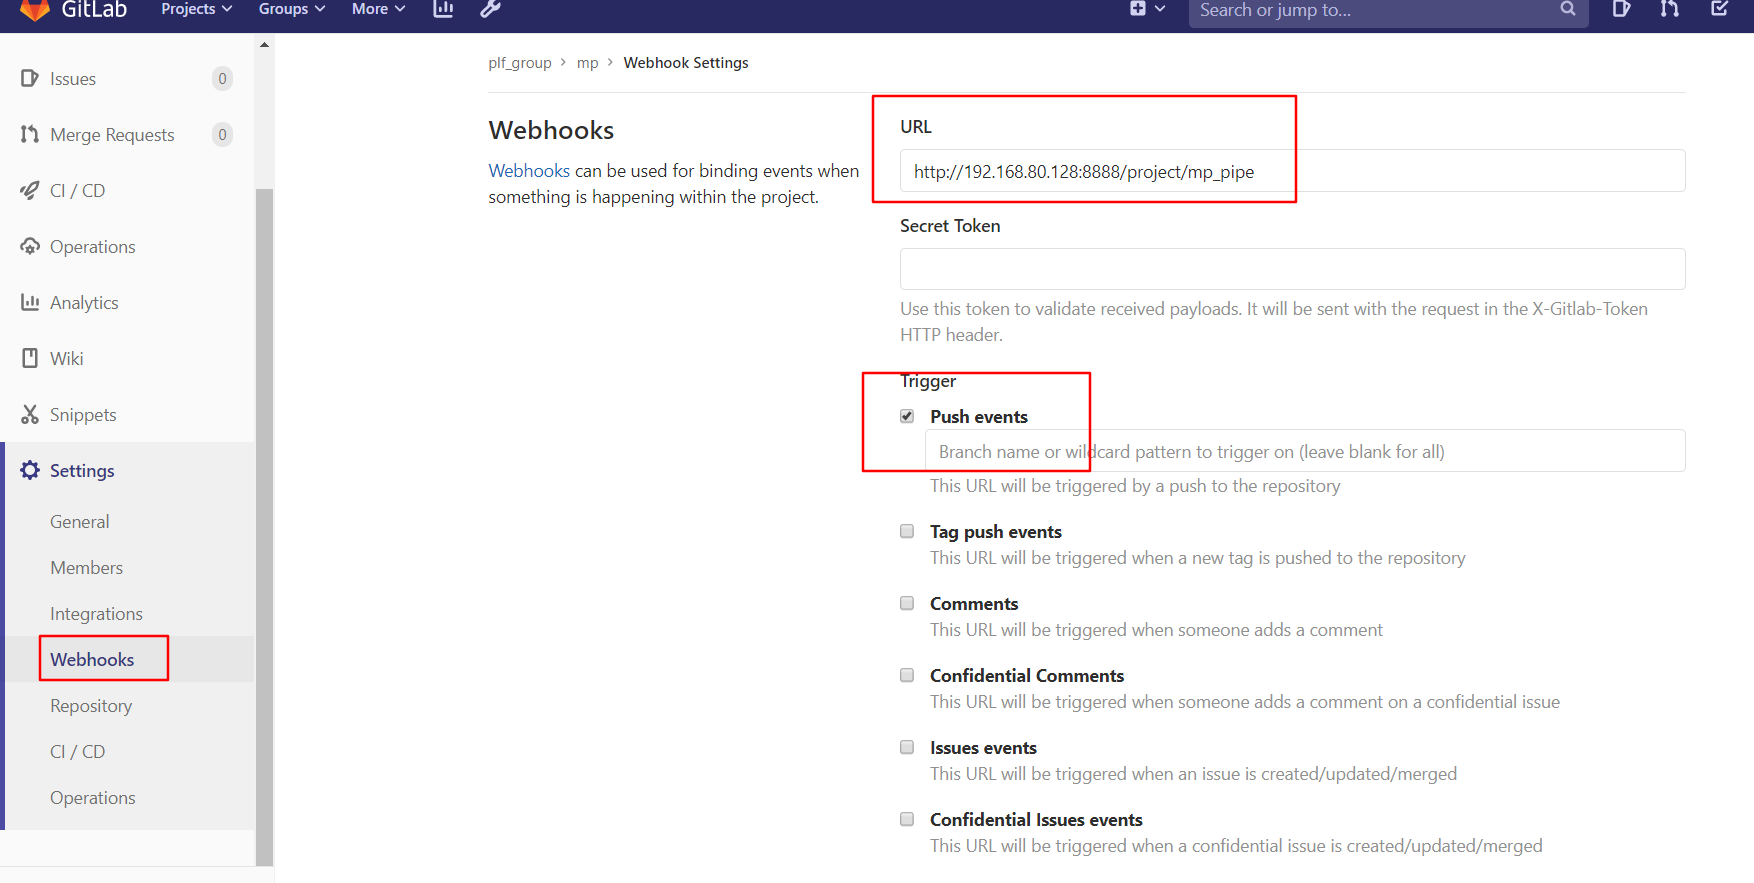 GitLab Projects Groups More Search or jump to...
Issues 0
Merge Requests 0
CI / CD
Operations
Analytics
Wiki
Snippets
Settings
General
Members
Integrations
Webhooks
Repository
CI / CD
Operations
plf_group > mp > Webhook Settings
Webhooks
Webhooks can be used for binding events when
something is happening within the project.
URL
http://192.168.80.128:8888/project/mp_pipe
Secret Token
Use this token to validate received payloads. It will be sent with the request in the X-Gitlab-Token
HTTP header.
Trigger
Push events
Branch name or wildcard pattern to trigger on (leave blank for all)
This URL will be triggered by a push to the repository
Tag push events
This URL will be triggered when a new tag is pushed to the repository
Comments
This URL will be triggered when someone adds a comment
Confidential Comments
This URL will be triggered when someone adds a comment on a confidential issue
Issues events
This URL will be triggered when an issue is created/updated/merged
Confidential Issues events
This URL will be triggered when a confidential issue is created/updated/merged